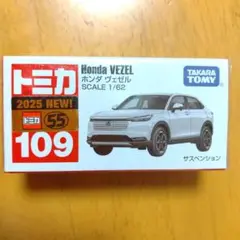 トミカ
2025 NEW!
トミカ 55
109
Honda VEZEL
ホンダ ヴェゼル
SCALE 1/62
TAKARA
TOMY
サスペンション